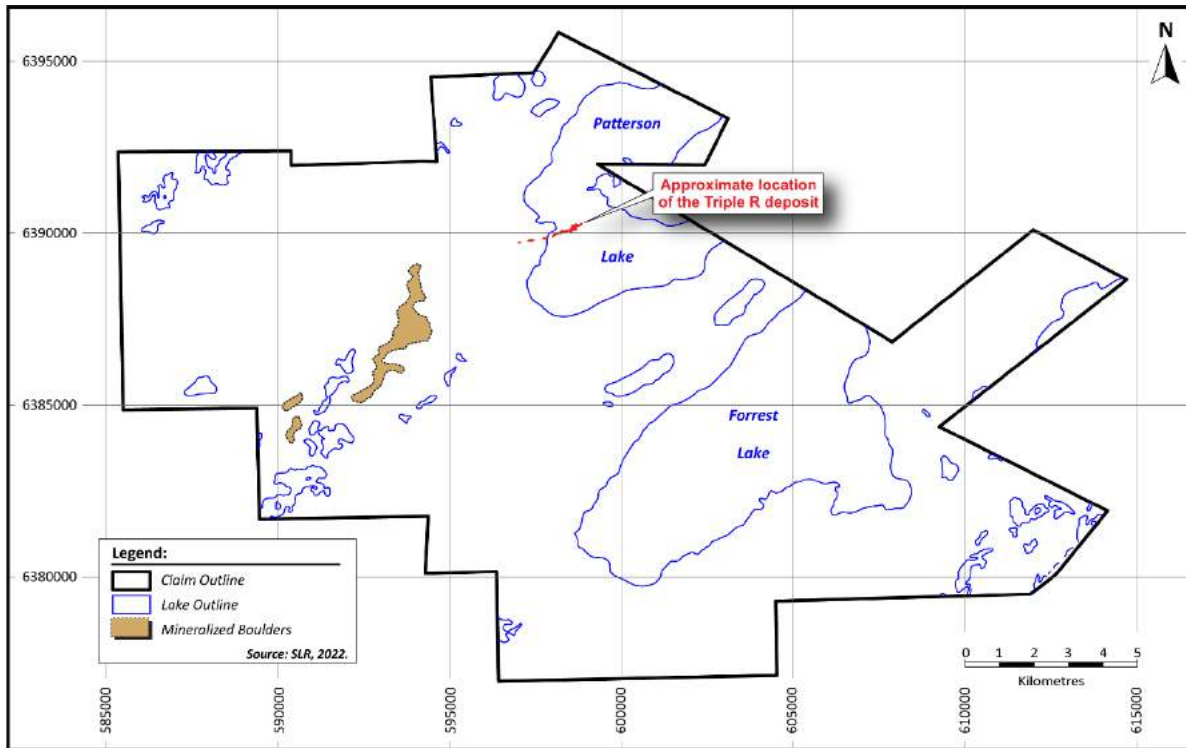 N
6395000
6390000
6385000
6380000
Patterson
Approximate location
of the Triple R deposit
Lake
Forrest
Lake
Legend:
Claim Outline
Lake Outline
Mineralized Boulders
Source: SLR, 2022.
0 1 2 3 4 5
Kilometres
585000
590000
595000
600000
605000
610000
615000